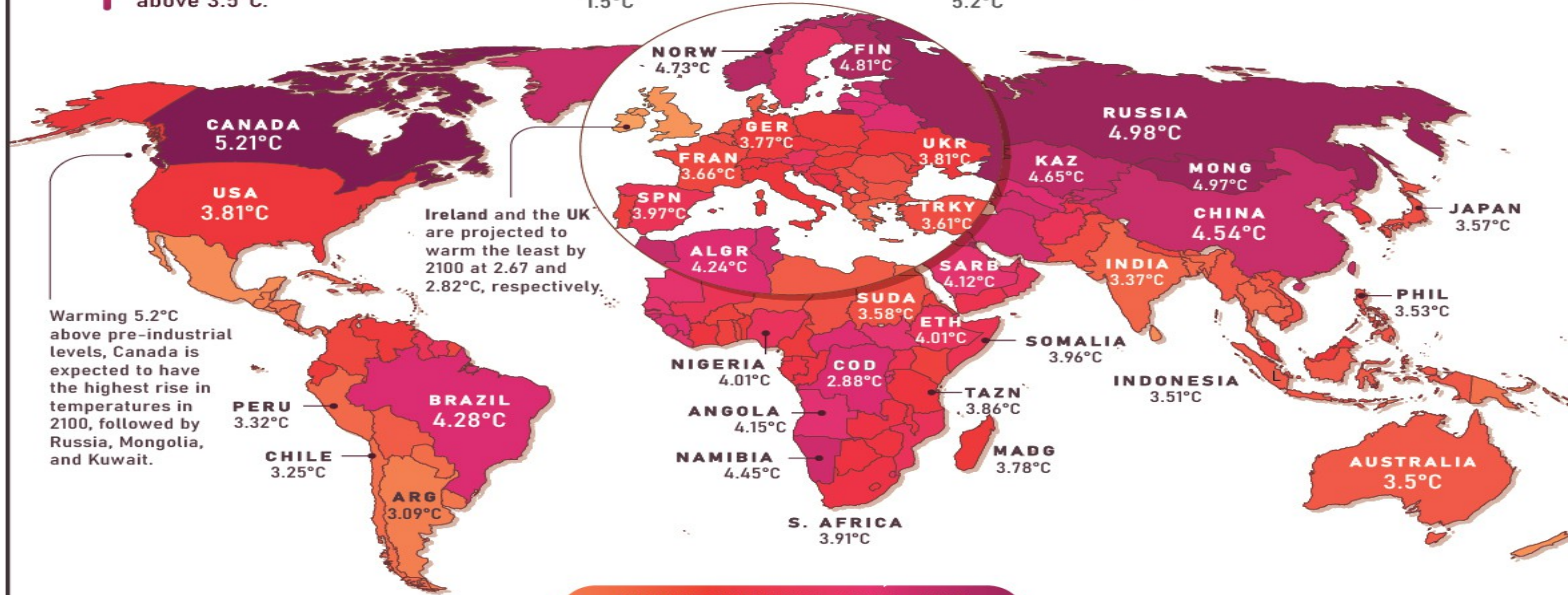 above 3.5°C.
1.5°C
5.2°C
NORW
4.73°C
FIN
4.81°C
CANADA
5.21°C
RUSSIA
4.98°C
GER
3.77°C
UKR
3.81°C
FRAN
3.66°C
KAZ
4.65°C
MONG
4.97°C
USA
3.81°C
SPN
3.97°C
TRKY
3.61°C
CHINA
4.54°C
JAPAN
3.57°C
Ireland and the UK
are projected to
warm the least by
2100 at 2.67 and
2.82°C, respectively.
ALGR
4.24°C
SARB
4.12°C
INDIA
3.37°C
SUDA
3.58°C
PHIL
3.53°C
Warming 5.2°C
above pre-industrial
levels, Canada is
expected to have
the highest rise in
temperatures in
2100, followed by
Russia, Mongolia,
and Kuwait.
ETH
4.01°C
SOMALIA
3.96°C
NIGERIA
4.01°C
COD
2.88°C
INDONESIA
3.51°C
TAZN
3.86°C
PERU
3.32°C
BRAZIL
4.28°C
ANGOLA
4.15°C
CHILE
3.25°C
NAMIBIA
4.45°C
MADG
3.78°C
AUSTRALIA
3.5°C
ARG
3.09°C
S. AFRICA
3.91°C